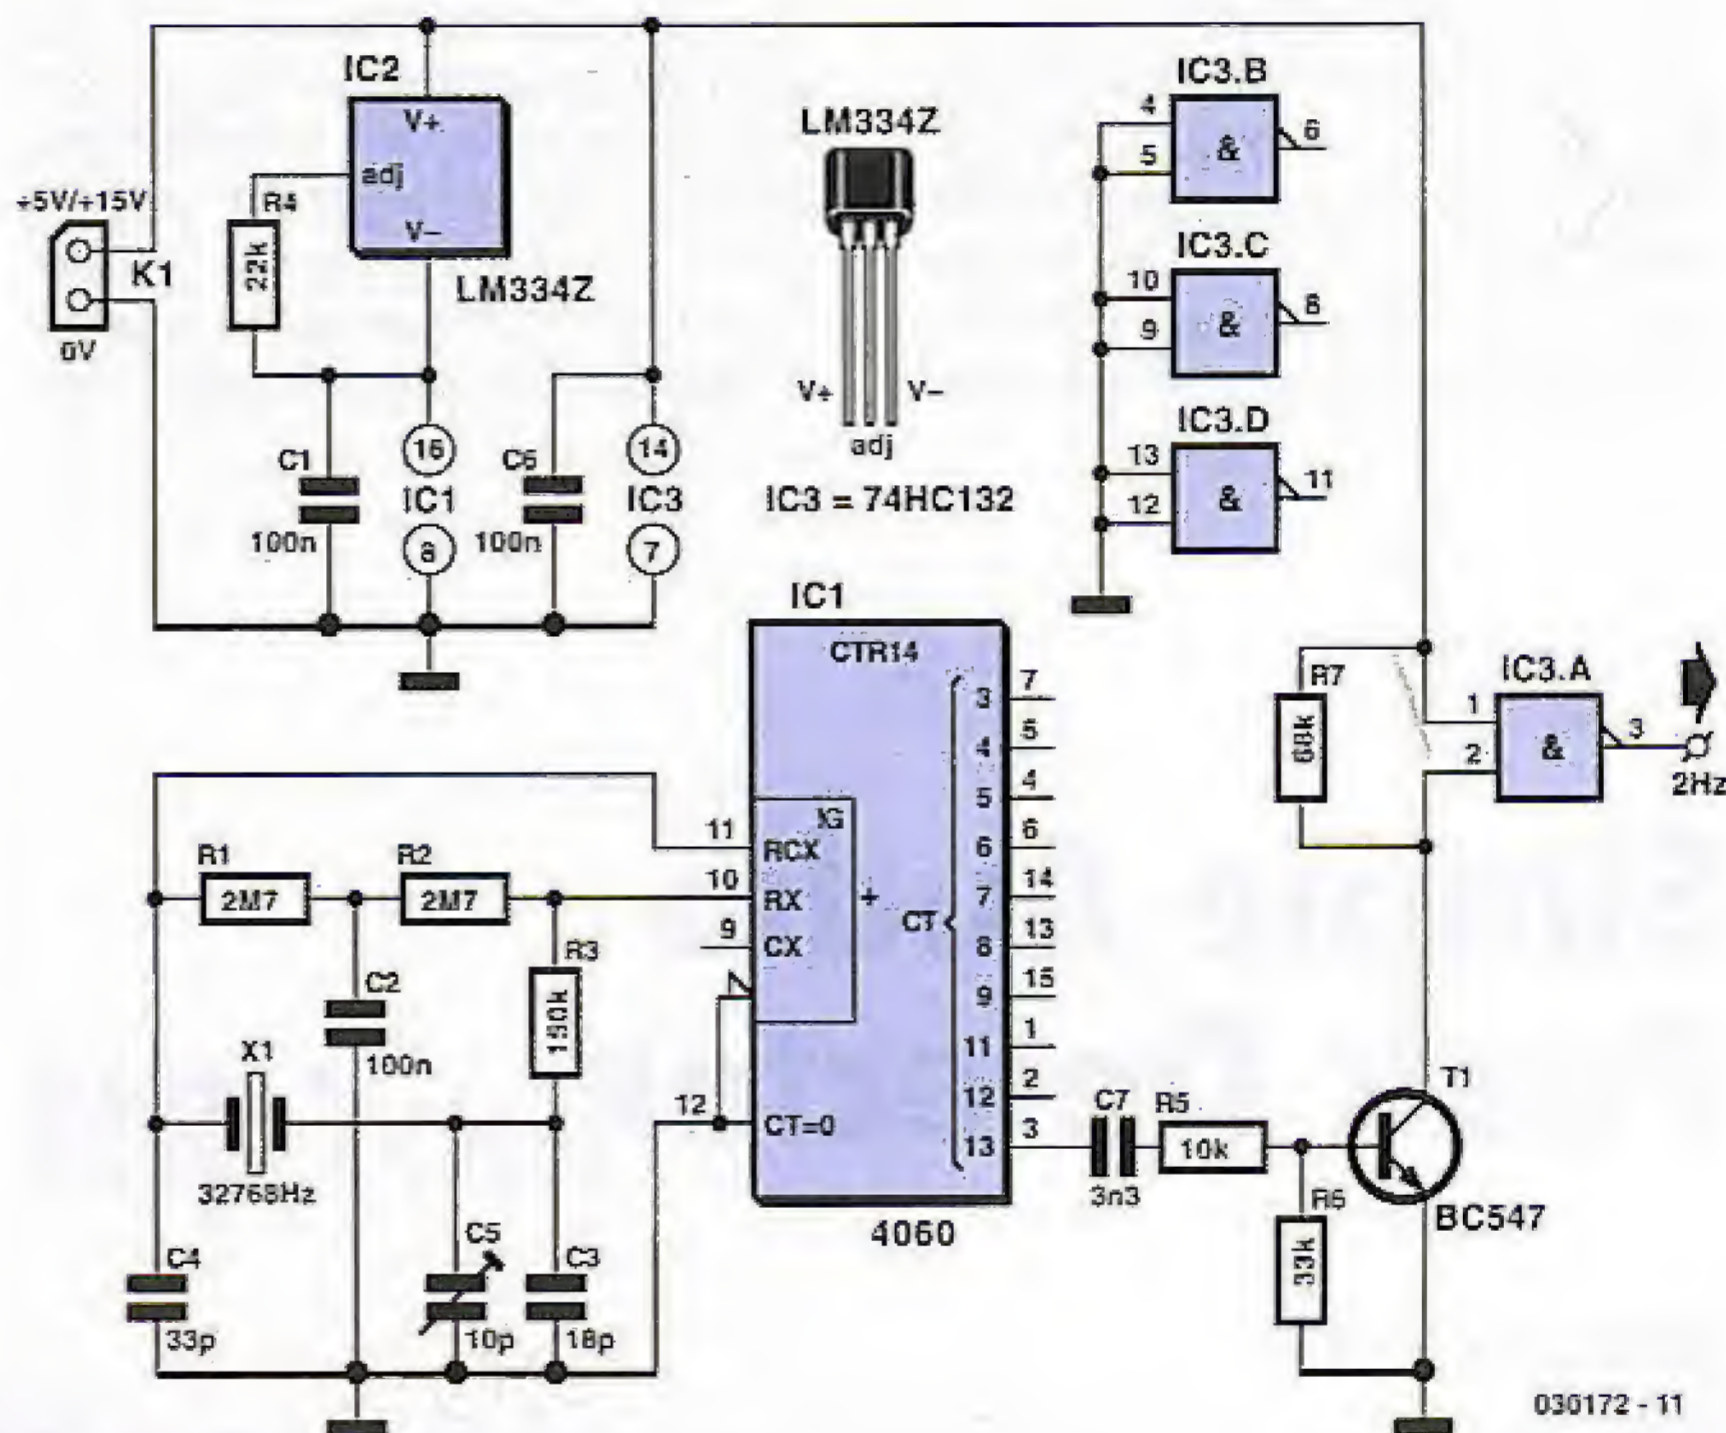 IC2
V+
adj
V−
LM334Z
+5V/+15V
K1
0V
R4
22k
C1
100n
16
IC1
8
C6
100n
14
IC3
7
LM334Z
V+
V−
adj
IC3 = 74HC132
IC3.B
4
5
&
6
IC3.C
10
9
&
8
IC3.D
13
12
&
11
IC1
CTR14
11
RCX
10
RX
9
CX
IG
+
12
CT=0
CT
3
7
4
5
5
4
6
6
7
14
8
13
9
15
11
1
12
2
13
3
4060
R1
2M7
R2
2M7
R3
C2
100n
X1
32768Hz
C4
33p
C5
10p
C3
18p
C7
3n3
R5
10k
R6
33k
T1
BC547
R7
68k
IC3.A
1
2
&
3
2Hz
030172 - 11